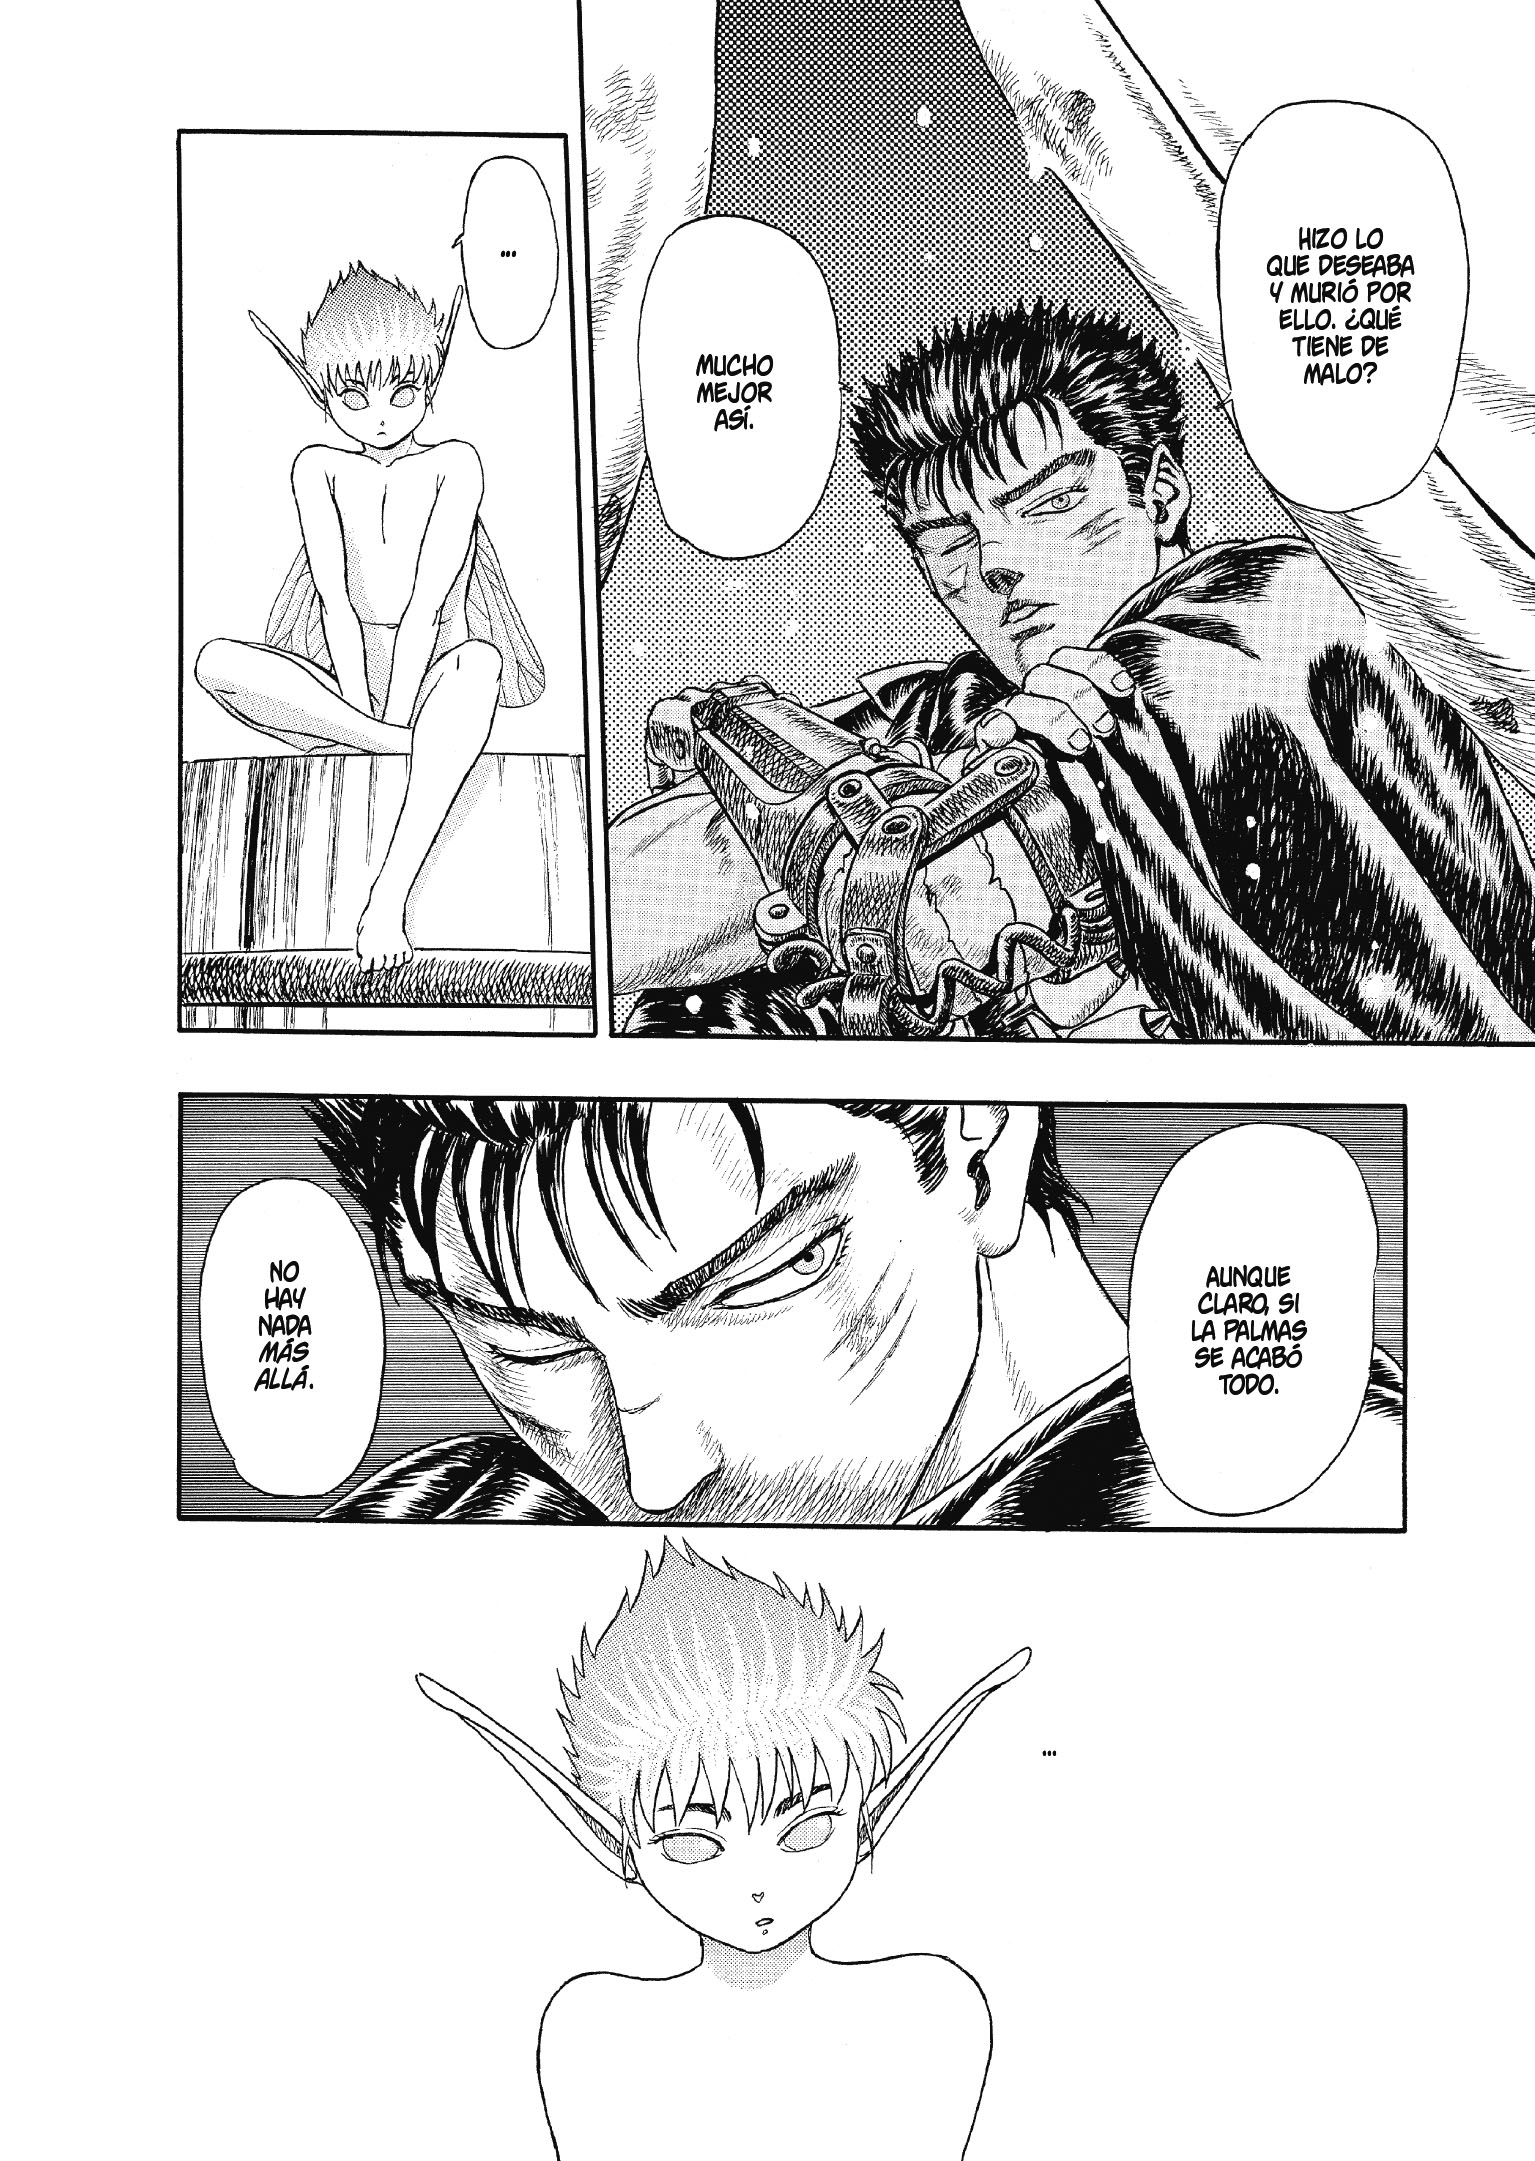 HIZO LO
QUE DESEABA
Y MURIÓ POR
ELLO. ¿QUÉ
TIENE DE
MALO?
MUCHO
MEJOR
ASÍ.
...
AUNQUE
CLARO, SI
LA PALMAS
SE ACABÓ
TODO.
NO
HAY
NADA
MÁS
ALLÁ.
...